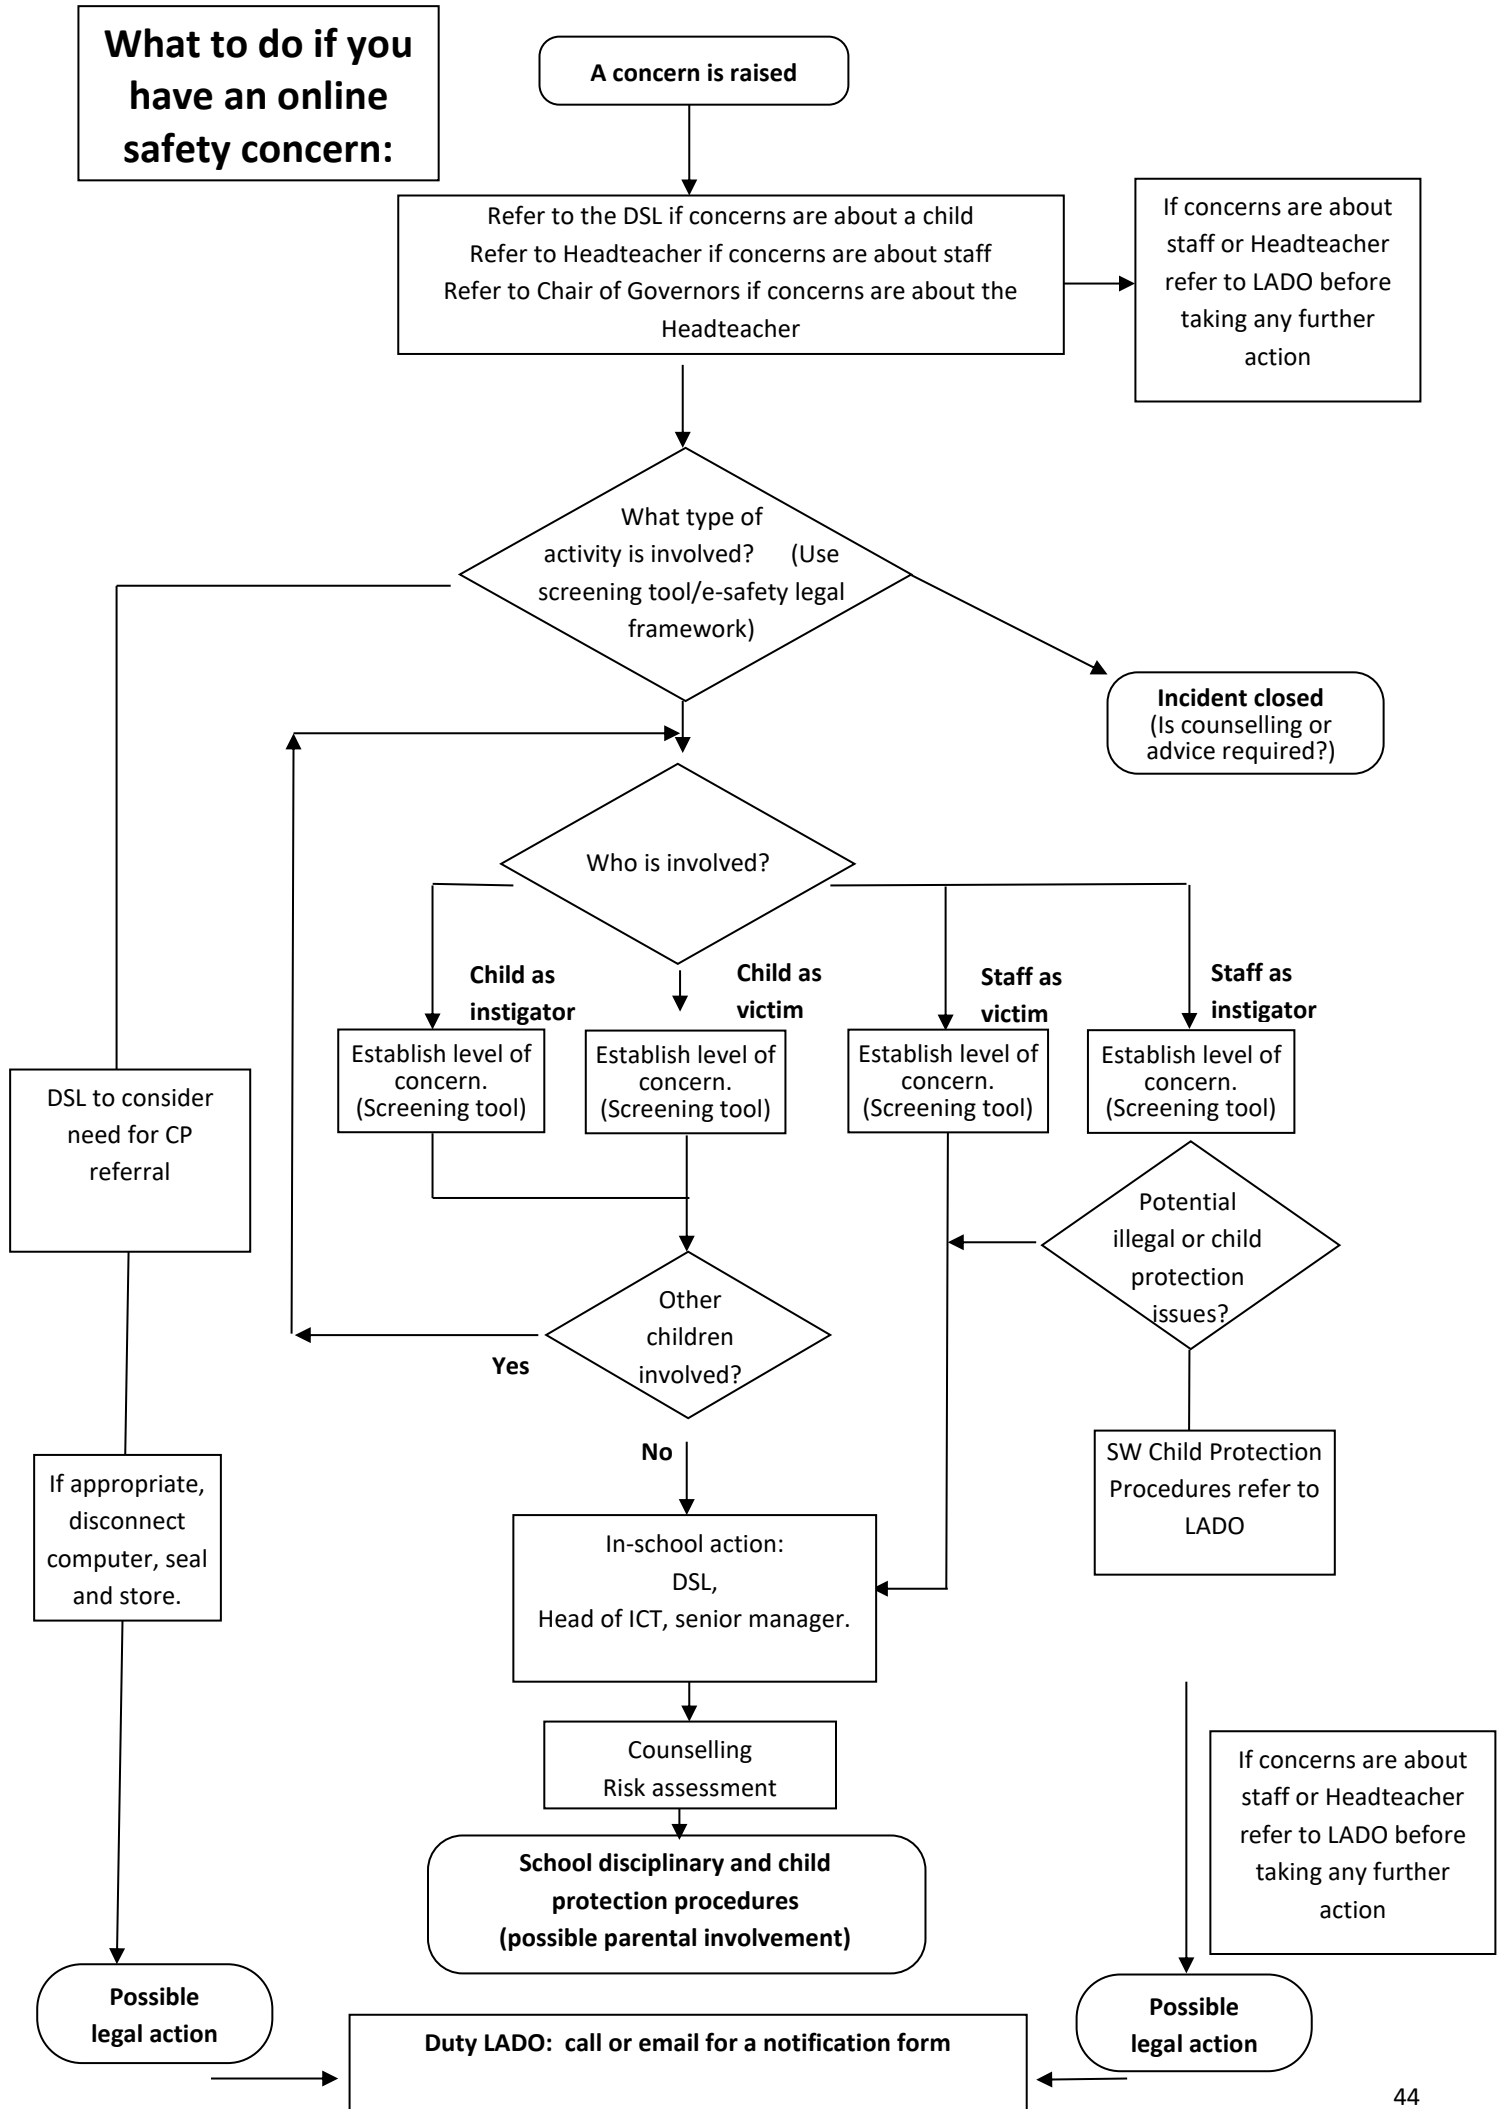 What to do if you
have an online
safety concern:
A concern is raised
Refer to the DSL if concerns are about a child
Refer to Headteacher if concerns are about staff
Refer to Chair of Governors if concerns are about the
Headteacher
If concerns are about
staff or Headteacher
refer to LADO before
taking any further
action
What type of
activity is involved? (Use
screening tool/e-safety legal
framework)
Incident closed
(Is counselling or
advice required?)
Who is involved?
Child as
instigator
Child as
victim
Staff as
victim
Staff as
instigator
Establish level of
concern.
(Screening tool)
Establish level of
concern.
(Screening tool)
Establish level of
concern.
(Screening tool)
Establish level of
concern.
(Screening tool)
DSL to consider
need for CP
referral
Potential
illegal or child
protection
issues?
Other
children
involved?
Yes
No
SW Child Protection
Procedures refer to
LADO
If appropriate,
disconnect
computer, seal
and store.
In-school action:
DSL,
Head of ICT, senior manager.
Counselling
Risk assessment
If concerns are about
staff or Headteacher
refer to LADO before
taking any further
action
School disciplinary and child
protection procedures
(possible parental involvement)
Possible
legal action
Possible
legal action
Duty LADO: call or email for a notification form
44